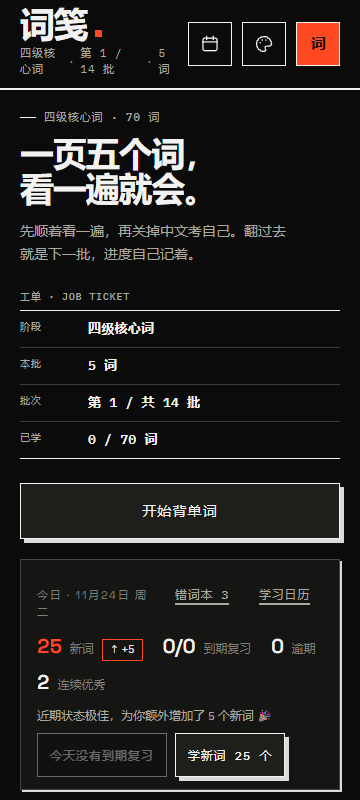 词笺.
四级核心词 · 第 1 / 14 批 · 5 词
词
四级核心词 · 70 词
一页五个词，
看一遍就会。
先顺着看一遍，再关掉中文考自己。翻过去
就是下一批，进度自己记着。
工单 · JOB TICKET
阶段 四级核心词
本批 5 词
批次 第 1 / 共 14 批
已学 0 / 70 词
开始背单词
今日 · 11月24日 周二 错词本 3 学习日历
25 新词 ↑ +5 0/0 到期复习 0 逾期
2 连续优秀
近期状态极佳，为你额外增加了 5 个新词 🎉
今天没有到期复习 学新词 25 个